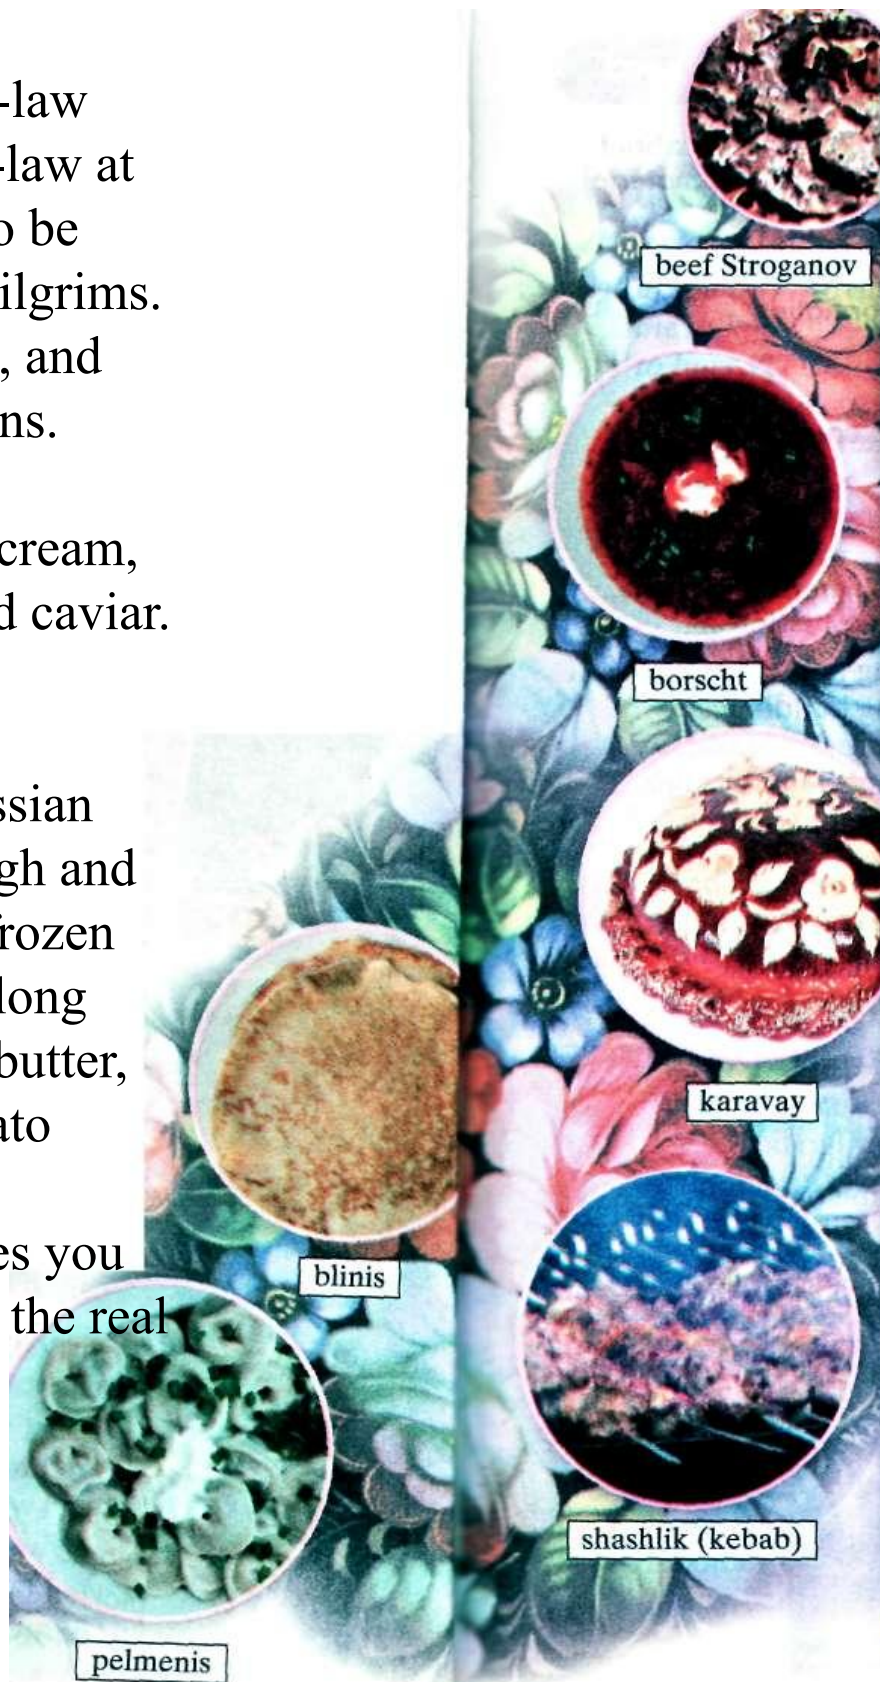 -law
-law at
o be
ilgrims.
, and
ns.
cream,
d caviar.
ssian
gh and
rozen
long
butter,
ato
es you
the real
beef Stroganov
borscht
karavay
blinis
shashlik (kebab)
pelmenis